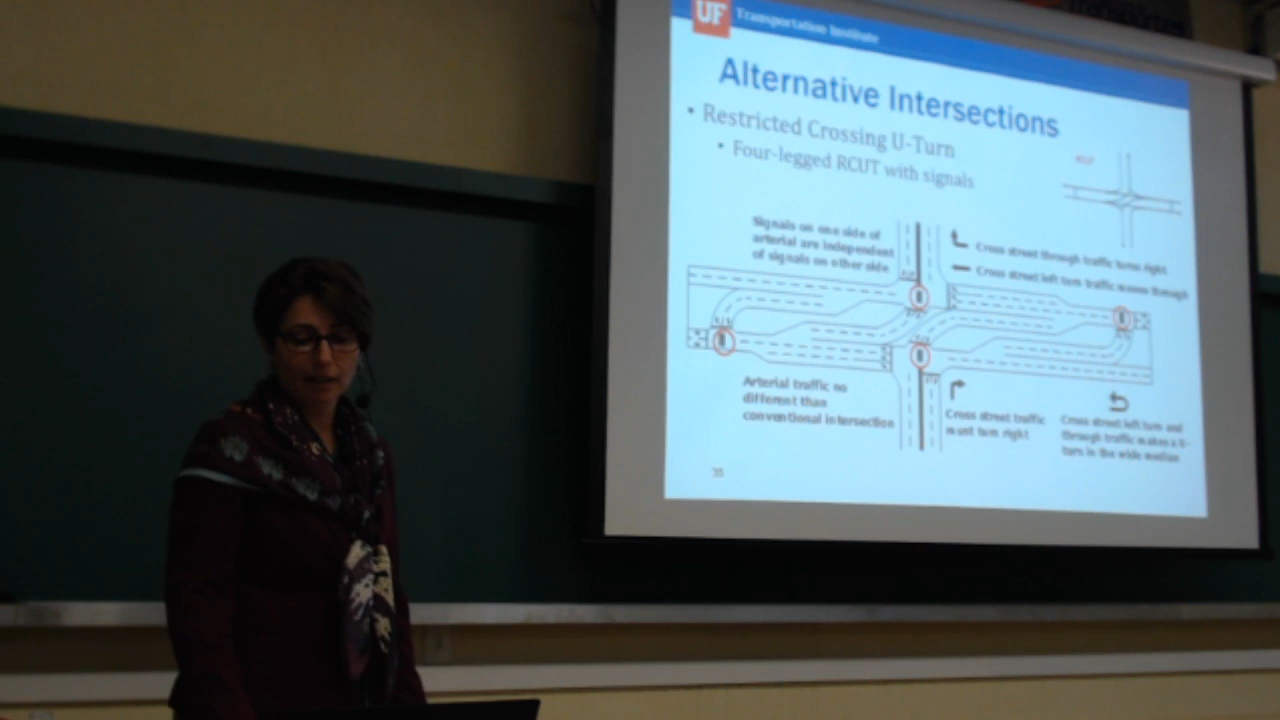 UF Transportation Institute
Alternative Intersections
• Restricted Crossing U-Turn
• Four-legged RCUT with signals
RCUT
Signals on one side of
arterial are independent
of signals on other side
Cross street through traffic turns right
Cross street left turn traffic moves through
Arterial traffic no
different than
conventional intersection
Cross street traffic
must turn right
Cross street left turn and
through traffic makes a U-
turn in the wide median
35